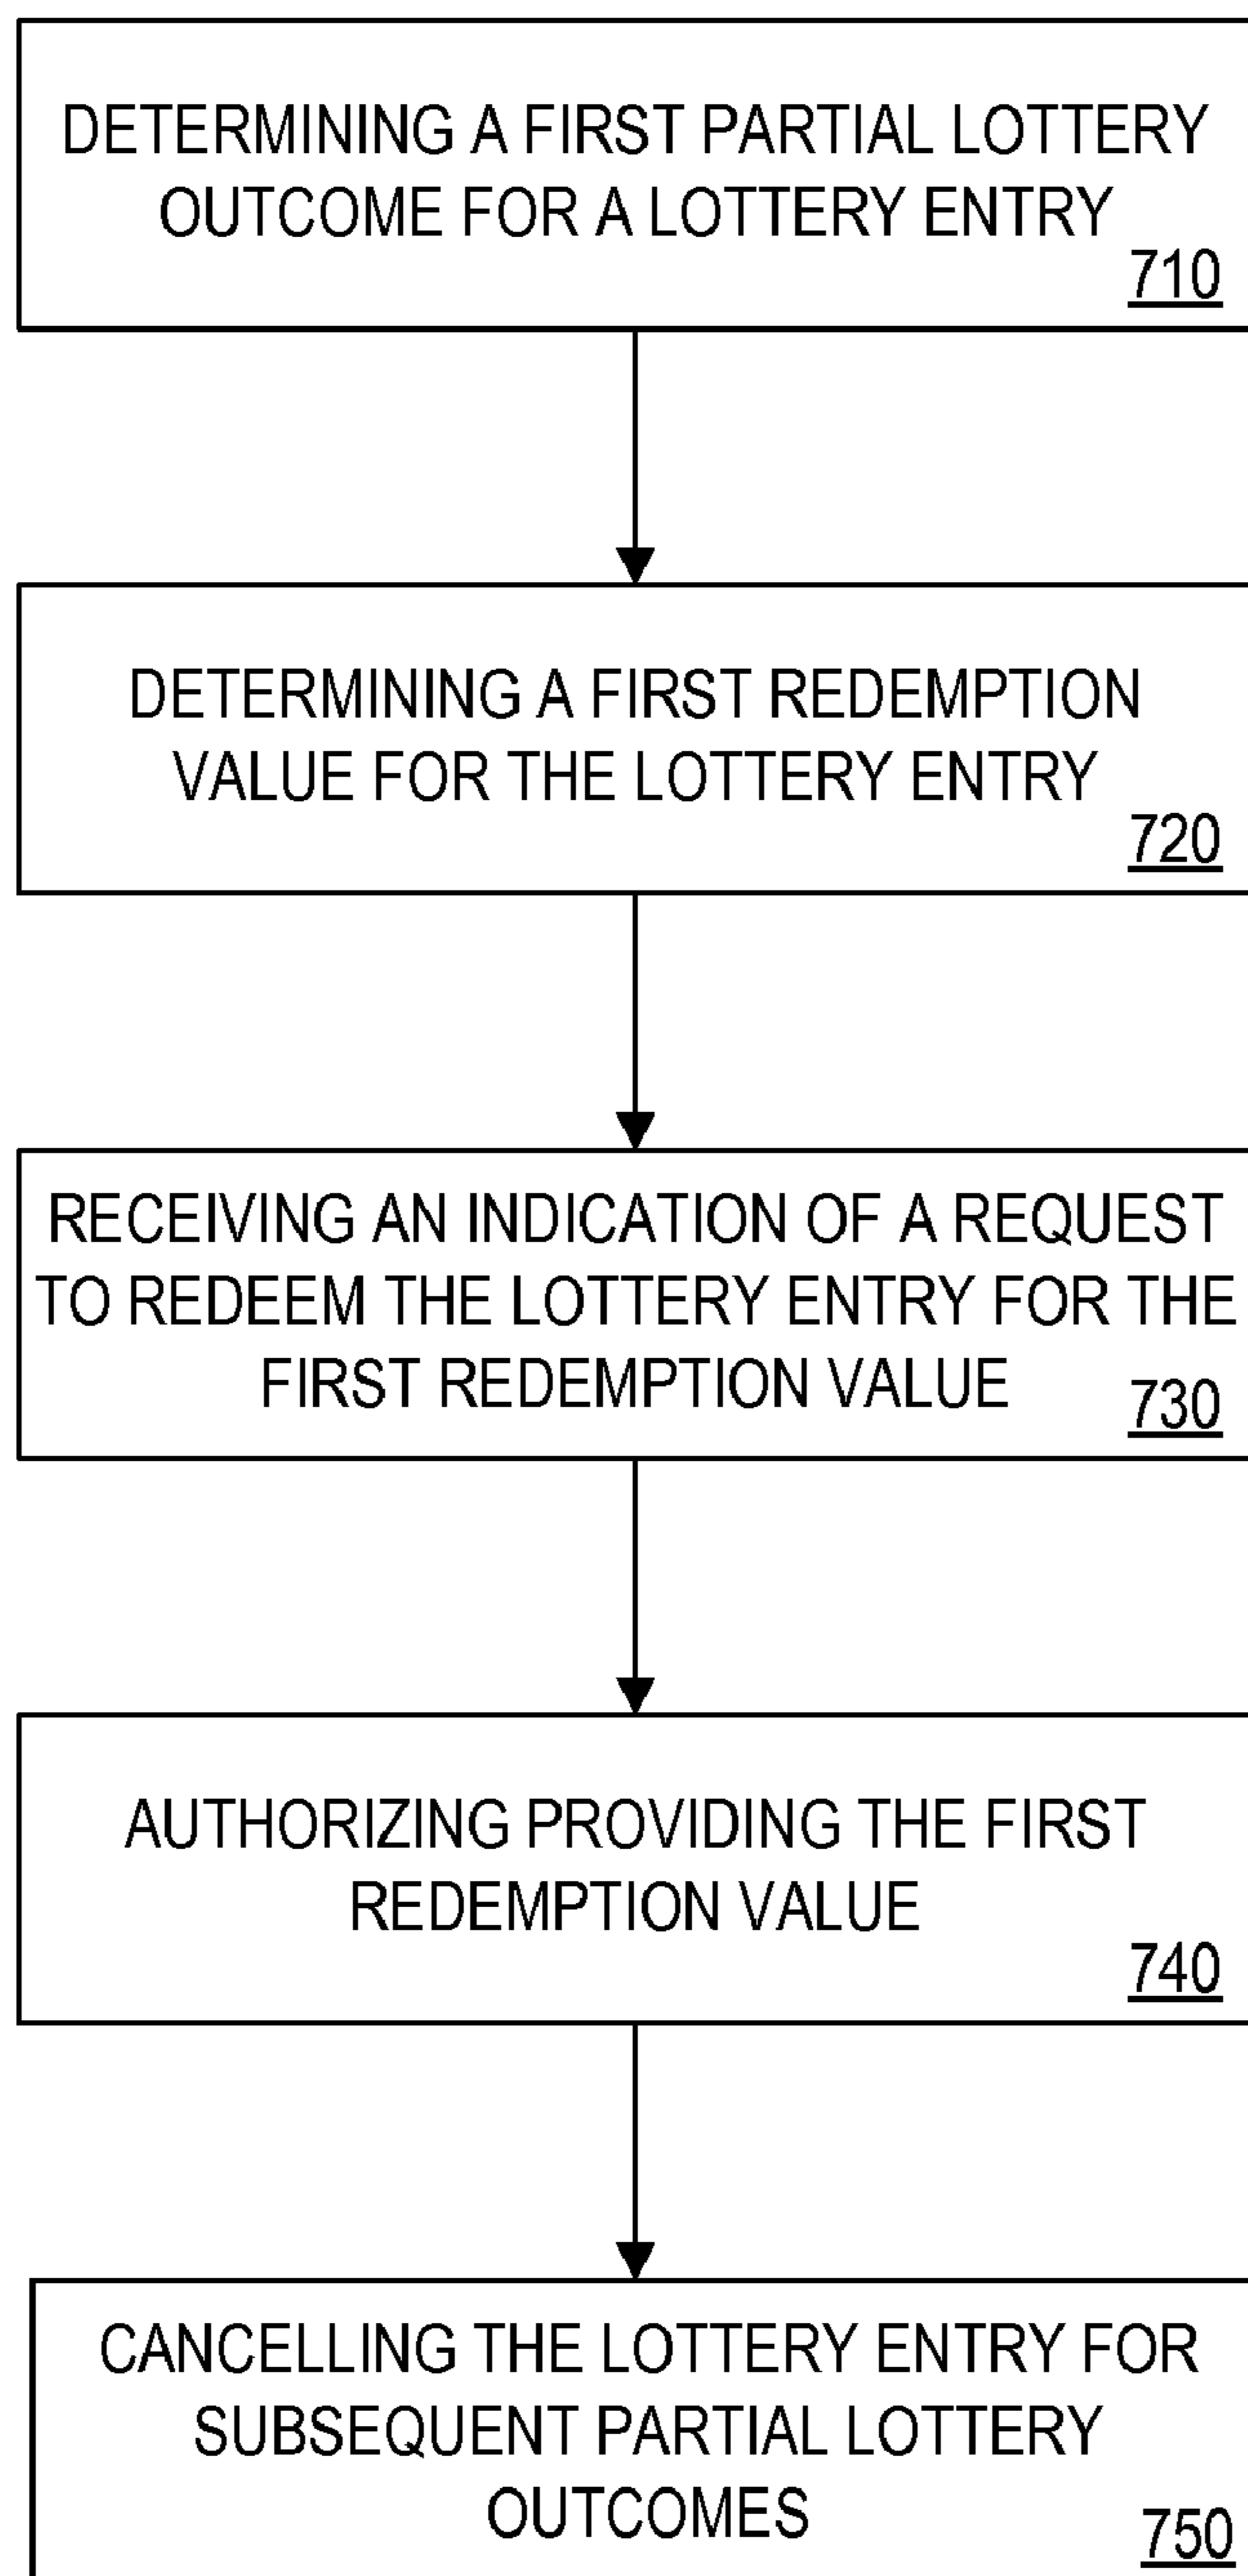 DETERMINING A FIRST PARTIAL LOTTERY
OUTCOME FOR A LOTTERY ENTRY
710
DETERMINING A FIRST REDEMPTION
VALUE FOR THE LOTTERY ENTRY
720
RECEIVING AN INDICATION OF A REQUEST
TO REDEEM THE LOTTERY ENTRY FOR THE
FIRST REDEMPTION VALUE
730
AUTHORIZING PROVIDING THE FIRST
REDEMPTION VALUE
740
CANCELLING THE LOTTERY ENTRY FOR
SUBSEQUENT PARTIAL LOTTERY
OUTCOMES
750